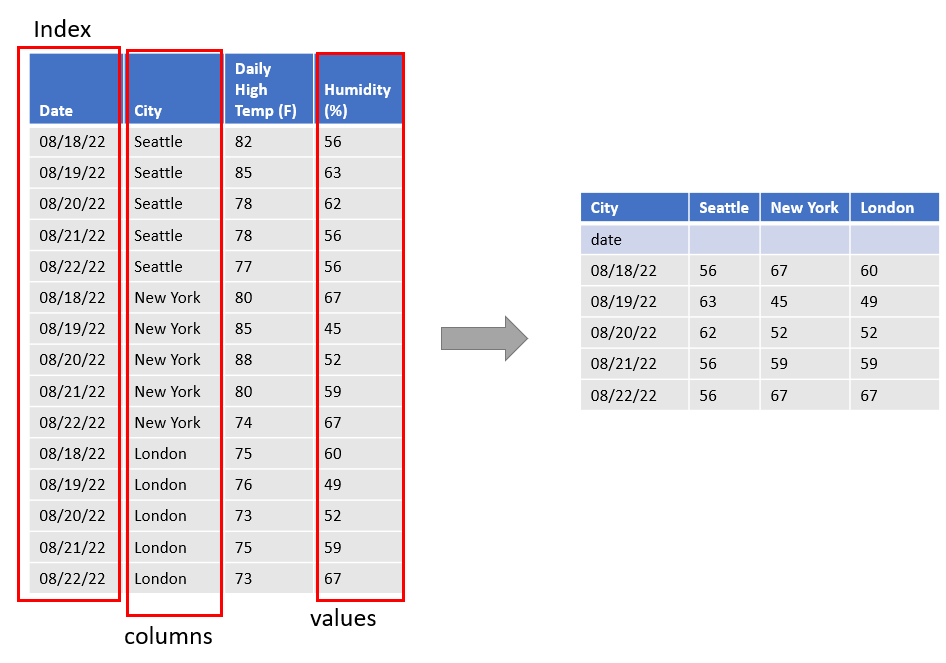 Index
Date City Daily High Temp (F) Humidity (%)
08/18/22 Seattle 82 56
08/19/22 Seattle 85 63
08/20/22 Seattle 78 62
08/21/22 Seattle 78 56
08/22/22 Seattle 77 56
08/18/22 New York 80 67
08/19/22 New York 85 45
08/20/22 New York 88 52
08/21/22 New York 80 59
08/22/22 New York 74 67
08/18/22 London 75 60
08/19/22 London 76 49
08/20/22 London 73 52
08/21/22 London 75 59
08/22/22 London 73 67
columns
values
City Seattle New York London
date
08/18/22 56 67 60
08/19/22 63 45 49
08/20/22 62 52 52
08/21/22 56 59 59
08/22/22 56 67 67